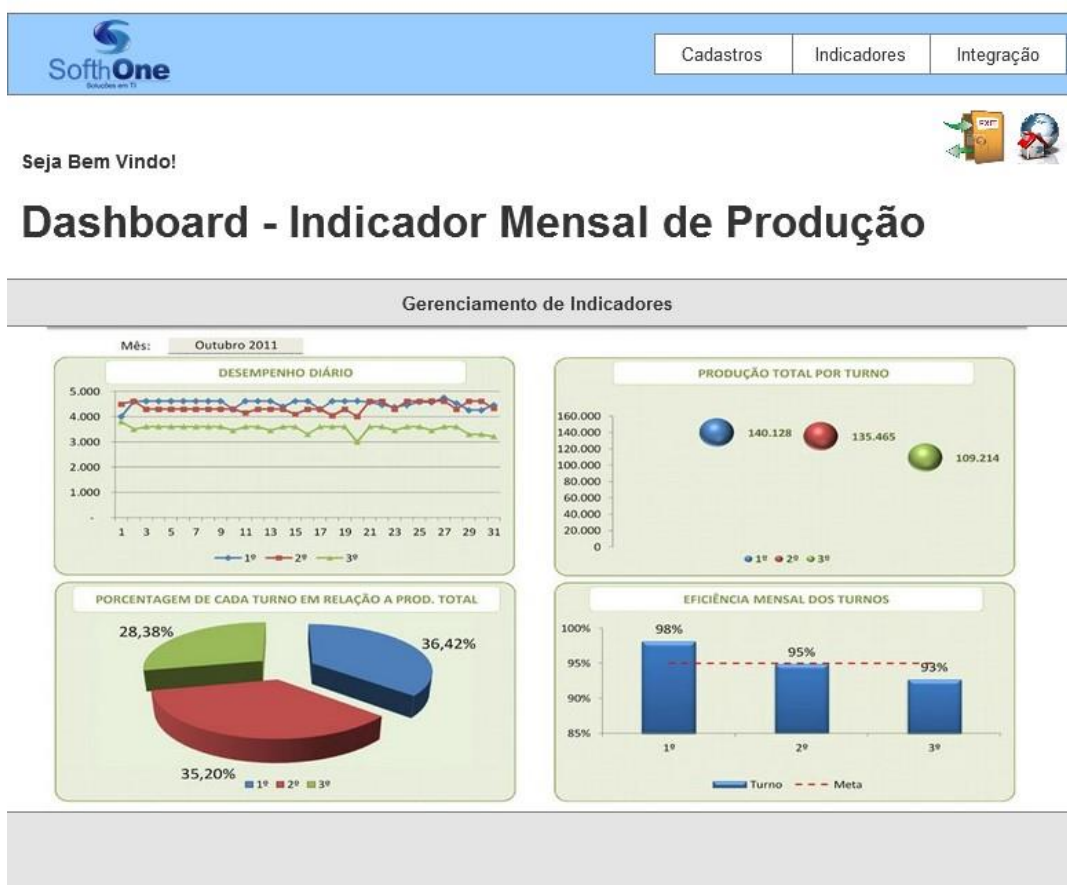 SofthOne
Soluções em TI
Cadastros Indicadores Integração
EXIT
Seja Bem Vindo!
Dashboard - Indicador Mensal de Produção
Gerenciamento de Indicadores
Mês: Outubro 2011
DESEMPENHO DIÁRIO
5.000
4.000
3.000
2.000
1.000
-
1 3 5 7 9 11 13 15 17 19 21 23 25 27 29 31
1º 2º 3º
PRODUÇÃO TOTAL POR TURNO
160.000
140.000
120.000
100.000
80.000
60.000
40.000
20.000
0
140.128 135.465 109.214
1º 2º 3º
PORCENTAGEM DE CADA TURNO EM RELAÇÃO A PROD. TOTAL
28,38%
36,42%
35,20%
1º 2º 3º
EFICIÊNCIA MENSAL DOS TURNOS
100%
95%
90%
85%
98% 95% 93%
1º 2º 3º
Turno Meta